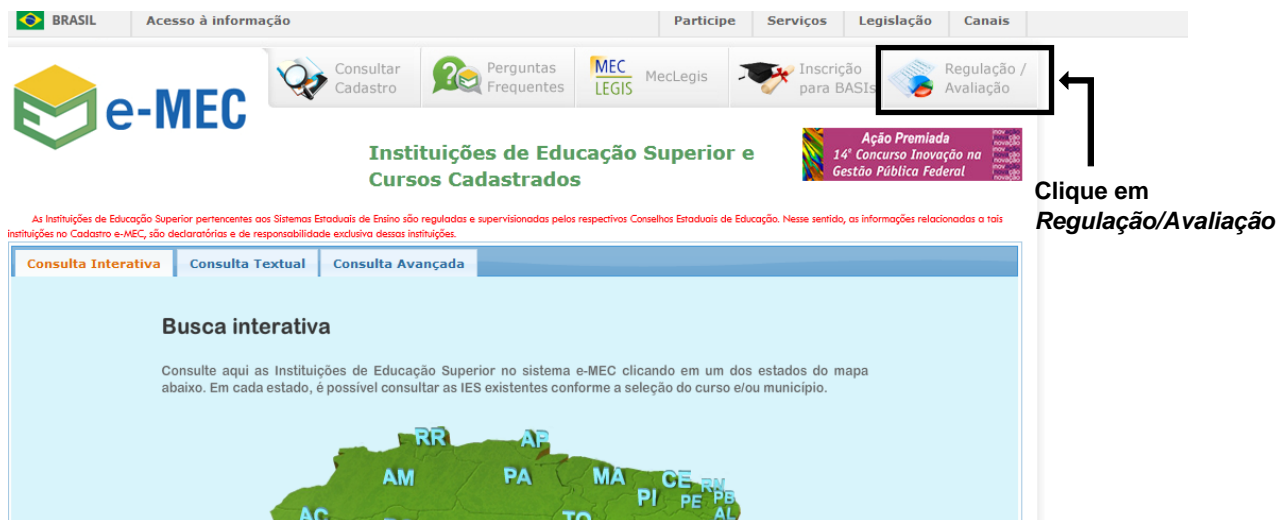 BRASIL
Acesso à informação
Participe
Serviços
Legislação
Canais
e-MEC
Consultar
Cadastro
Perguntas
Frequentes
MEC
LEGIS
MecLegis
Inscrição
para BASIs
Regulação /
Avaliação
Instituições de Educação Superior e
Cursos Cadastrados
Ação Premiada
14º Concurso Inovação na
Gestão Pública Federal
Clique em
Regulação/Avaliação
As Instituições de Educação Superior pertencentes aos Sistemas Estaduais de Ensino são reguladas e supervisionadas pelos respectivos Conselhos Estaduais de Educação. Nesse sentido, as informações relacionadas a tais
instituições no Cadastro e-MEC, são declaratórias e de responsabilidade exclusiva dessas instituições.
Consulta Interativa
Consulta Textual
Consulta Avançada
Busca interativa
Consulte aqui as Instituições de Educação Superior no sistema e-MEC clicando em um dos estados do mapa
abaixo. Em cada estado, é possível consultar as IES existentes conforme a seleção do curso e/ou município.
RR
AP
AM
PA
MA
CE
RN
PI
PE
PB
AL
AC
TO